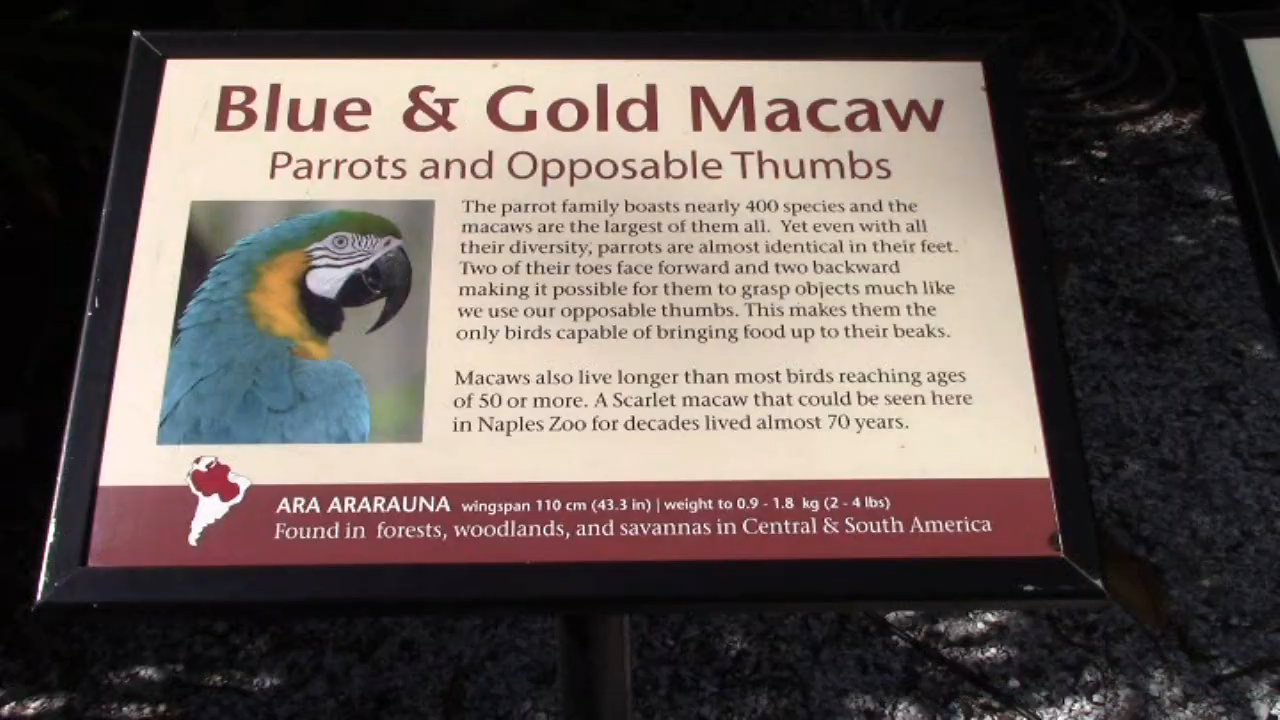 Blue & Gold Macaw
Parrots and Opposable Thumbs
The parrot family boasts nearly 400 species and the
macaws are the largest of them all. Yet even with all
their diversity, parrots are almost identical in their feet.
Two of their toes face forward and two backward
making it possible for them to grasp objects much like
we use our opposable thumbs. This makes them the
only birds capable of bringing food up to their beaks.
Macaws also live longer than most birds reaching ages
of 50 or more. A Scarlet macaw that could be seen here
in Naples Zoo for decades lived almost 70 years.
ARA ARARAUNA wingspan 110 cm (43.3 in) | weight to 0.9 - 1.8 kg (2 - 4 lbs)
Found in forests, woodlands, and savannas in Central & South America